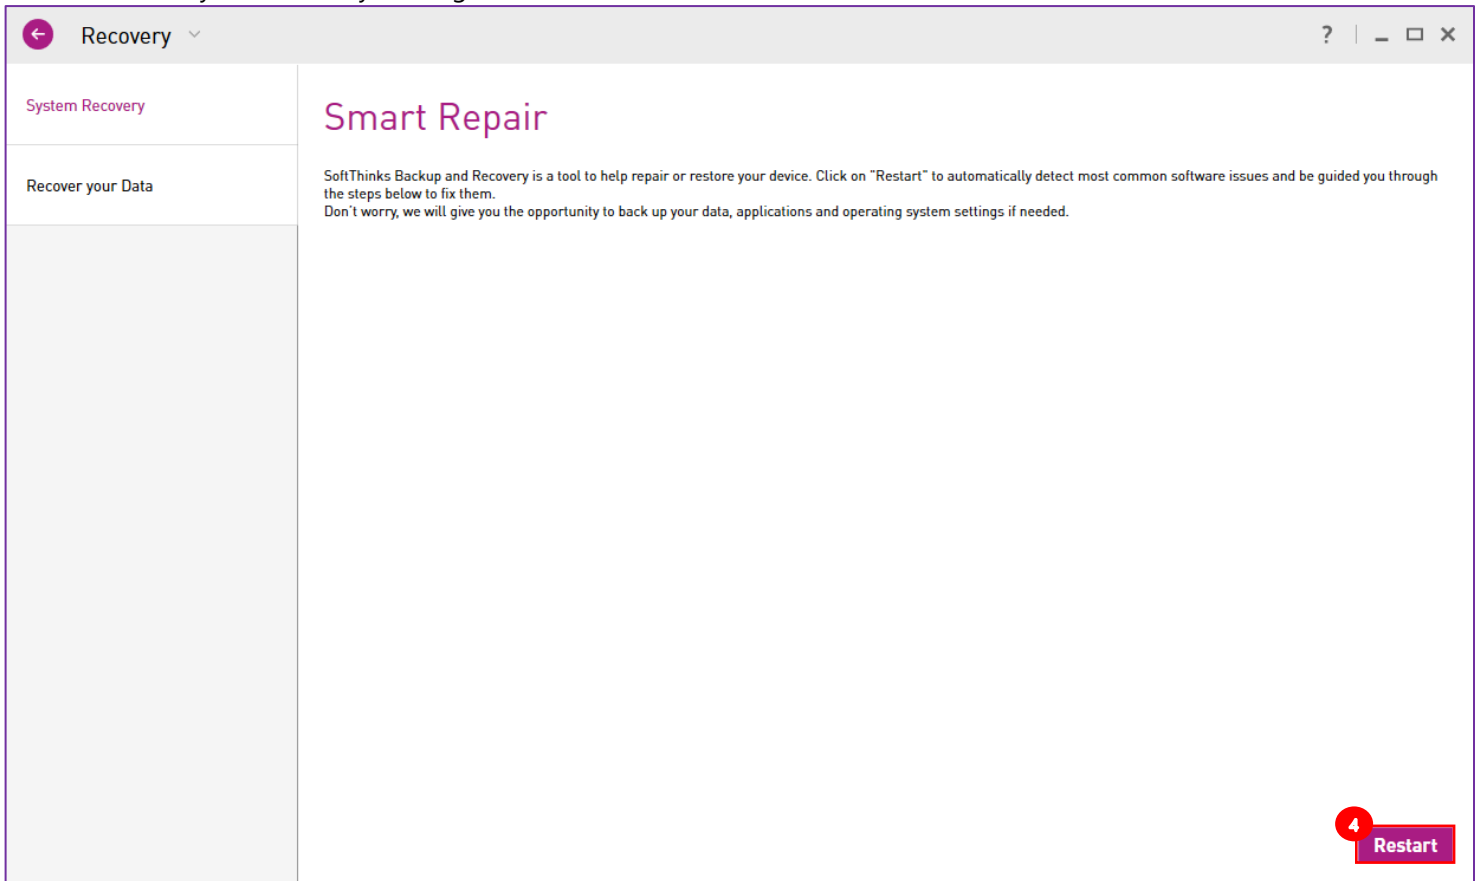 Recovery
?
System Recovery
Smart Repair
Recover your Data
SoftThinks Backup and Recovery is a tool to help repair or restore your device. Click on "Restart" to automatically detect most common software issues and be guided you through
the steps below to fix them.
Don't worry, we will give you the opportunity to back up your data, applications and operating system settings if needed.
4
Restart